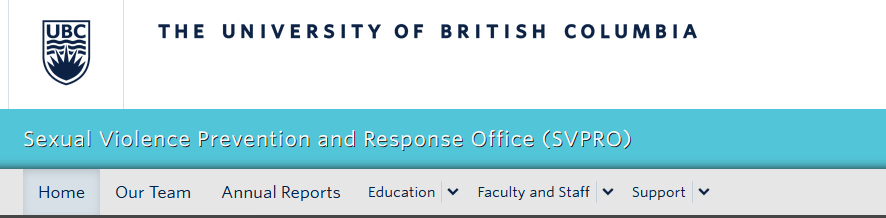 UBC
THE UNIVERSITY OF BRITISH COLUMBIA
Sexual Violence Prevention and Response Office (SVPRO)
Home Our Team Annual Reports Education Faculty and Staff Support